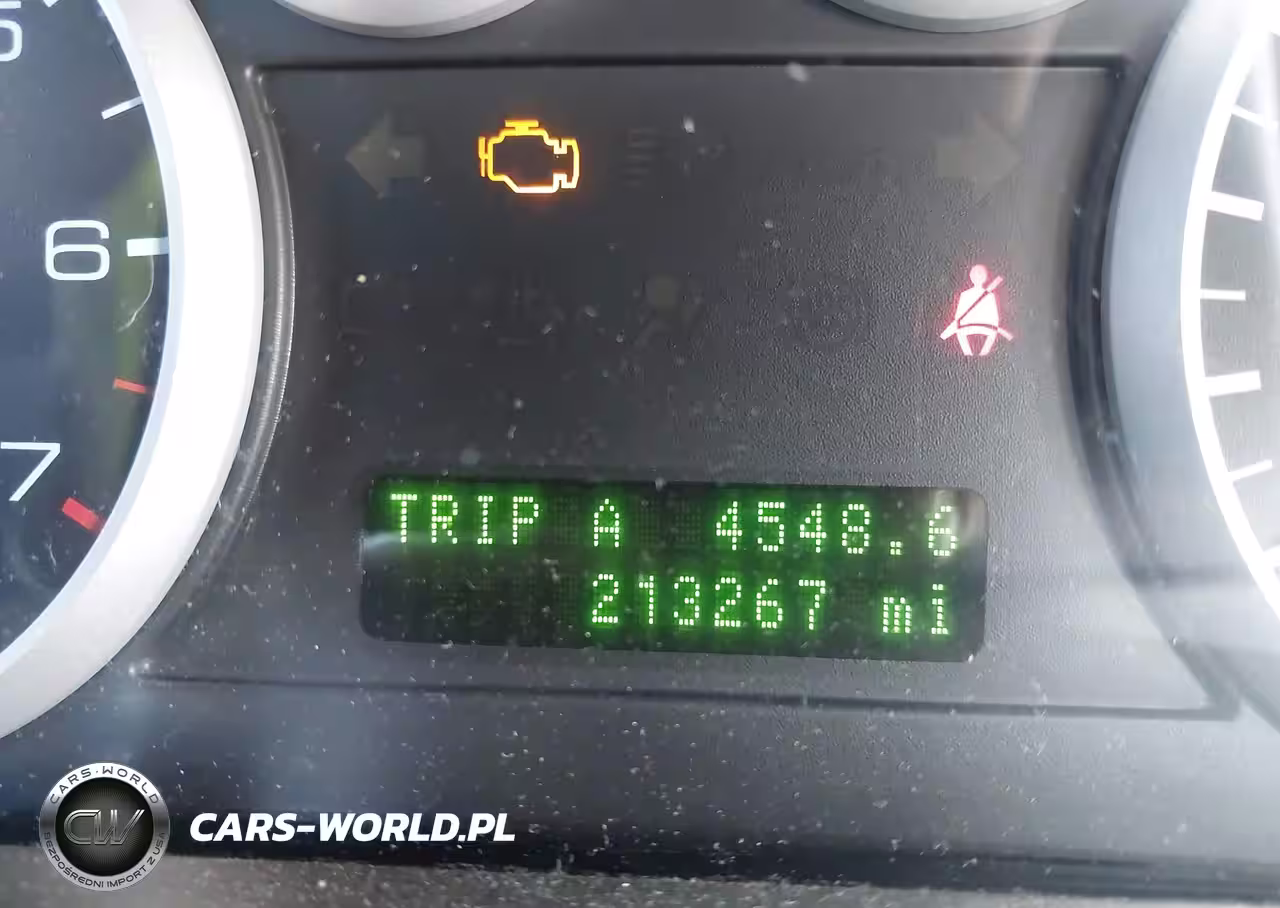 5
6
7
TRIP A 4548.6
213267 mi
CARS-WORLD
CW
BEZPOŚREDNI IMPORT Z USA
CARS-WORLD.PL